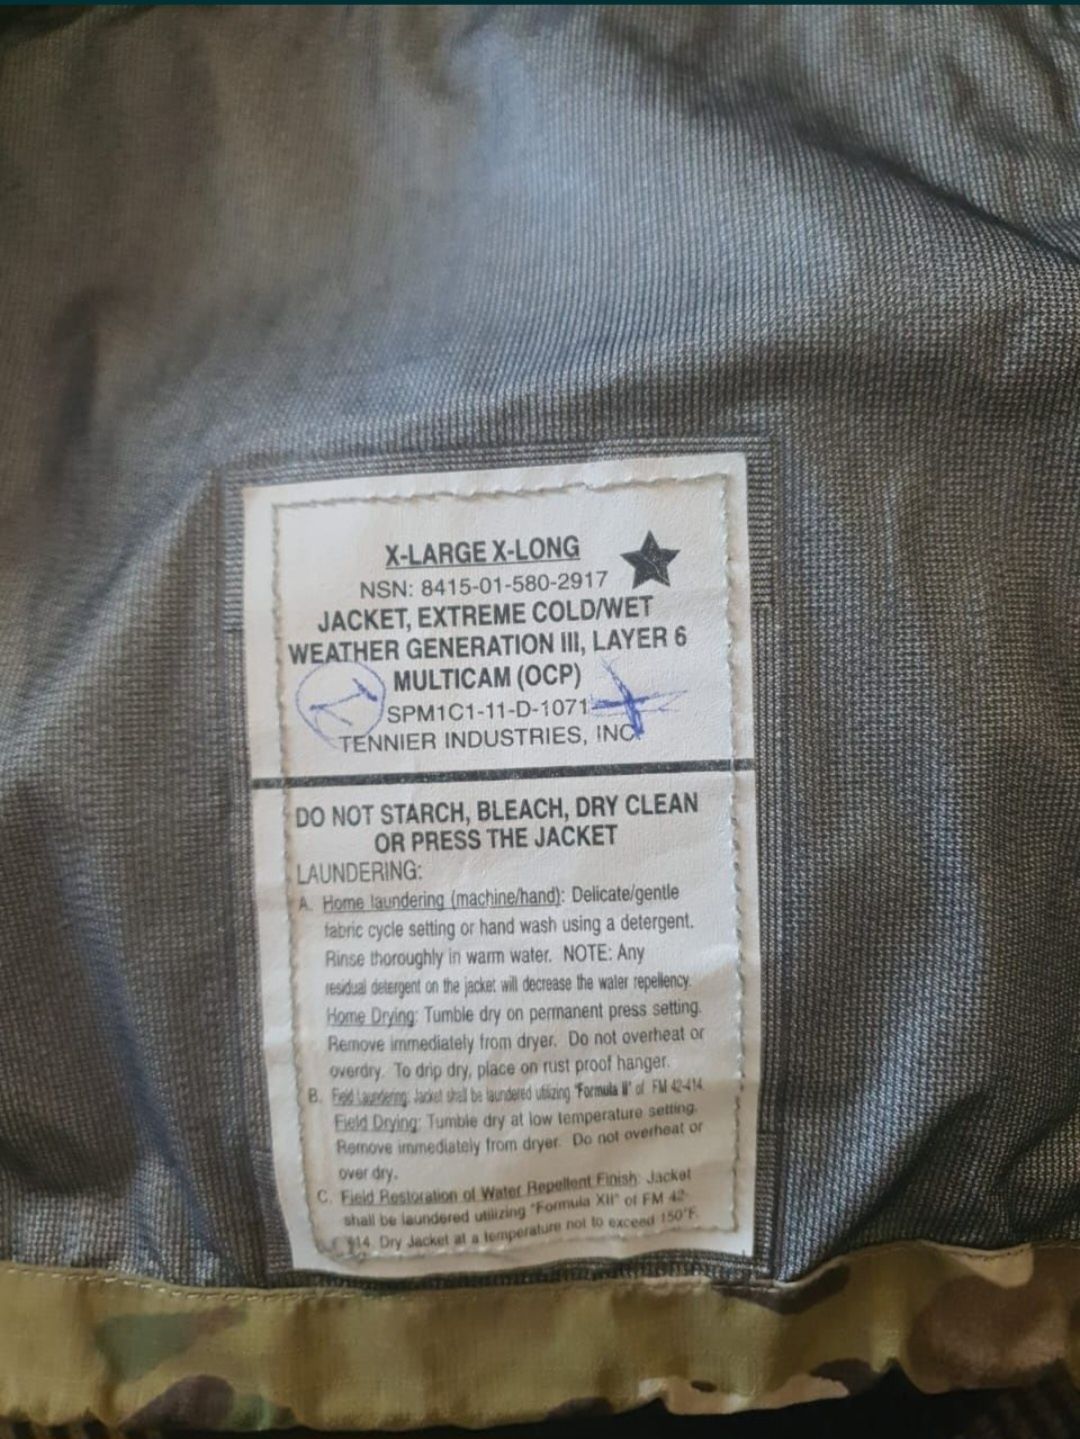 X-LARGE X-LONG
NSN: 8415-01-580-2917
JACKET, EXTREME COLD/WET
WEATHER GENERATION III, LAYER 6
MULTICAM (OCP)
SPM1C1-11-D-1071
TENNIER INDUSTRIES, INC
DO NOT STARCH, BLEACH, DRY CLEAN
OR PRESS THE JACKET
LAUNDERING:
A. Home laundering (machine/hand): Delicate/gentle
fabric cycle setting or hand wash using a detergent.
Rinse thoroughly in warm water. NOTE: Any
residual detergent on the jacket will decrease the water repellency.
Home Drying: Tumble dry on permanent press setting.
Remove immediately from dryer. Do not overheat or
overdry. To drip dry, place on rust proof hanger.
B. Field Laundering: Jacket shall be laundered utilizing "Formula II" of FM 42-414.
Field Drying: Tumble dry at low temperature setting.
Remove immediately from dryer. Do not overheat or
over dry.
C. Field Restoration of Water Repellent Finish: Jacket
shall be laundered utilizing "Formula XII" of FM 42-
414. Dry Jacket at a temperature not to exceed 150°F.